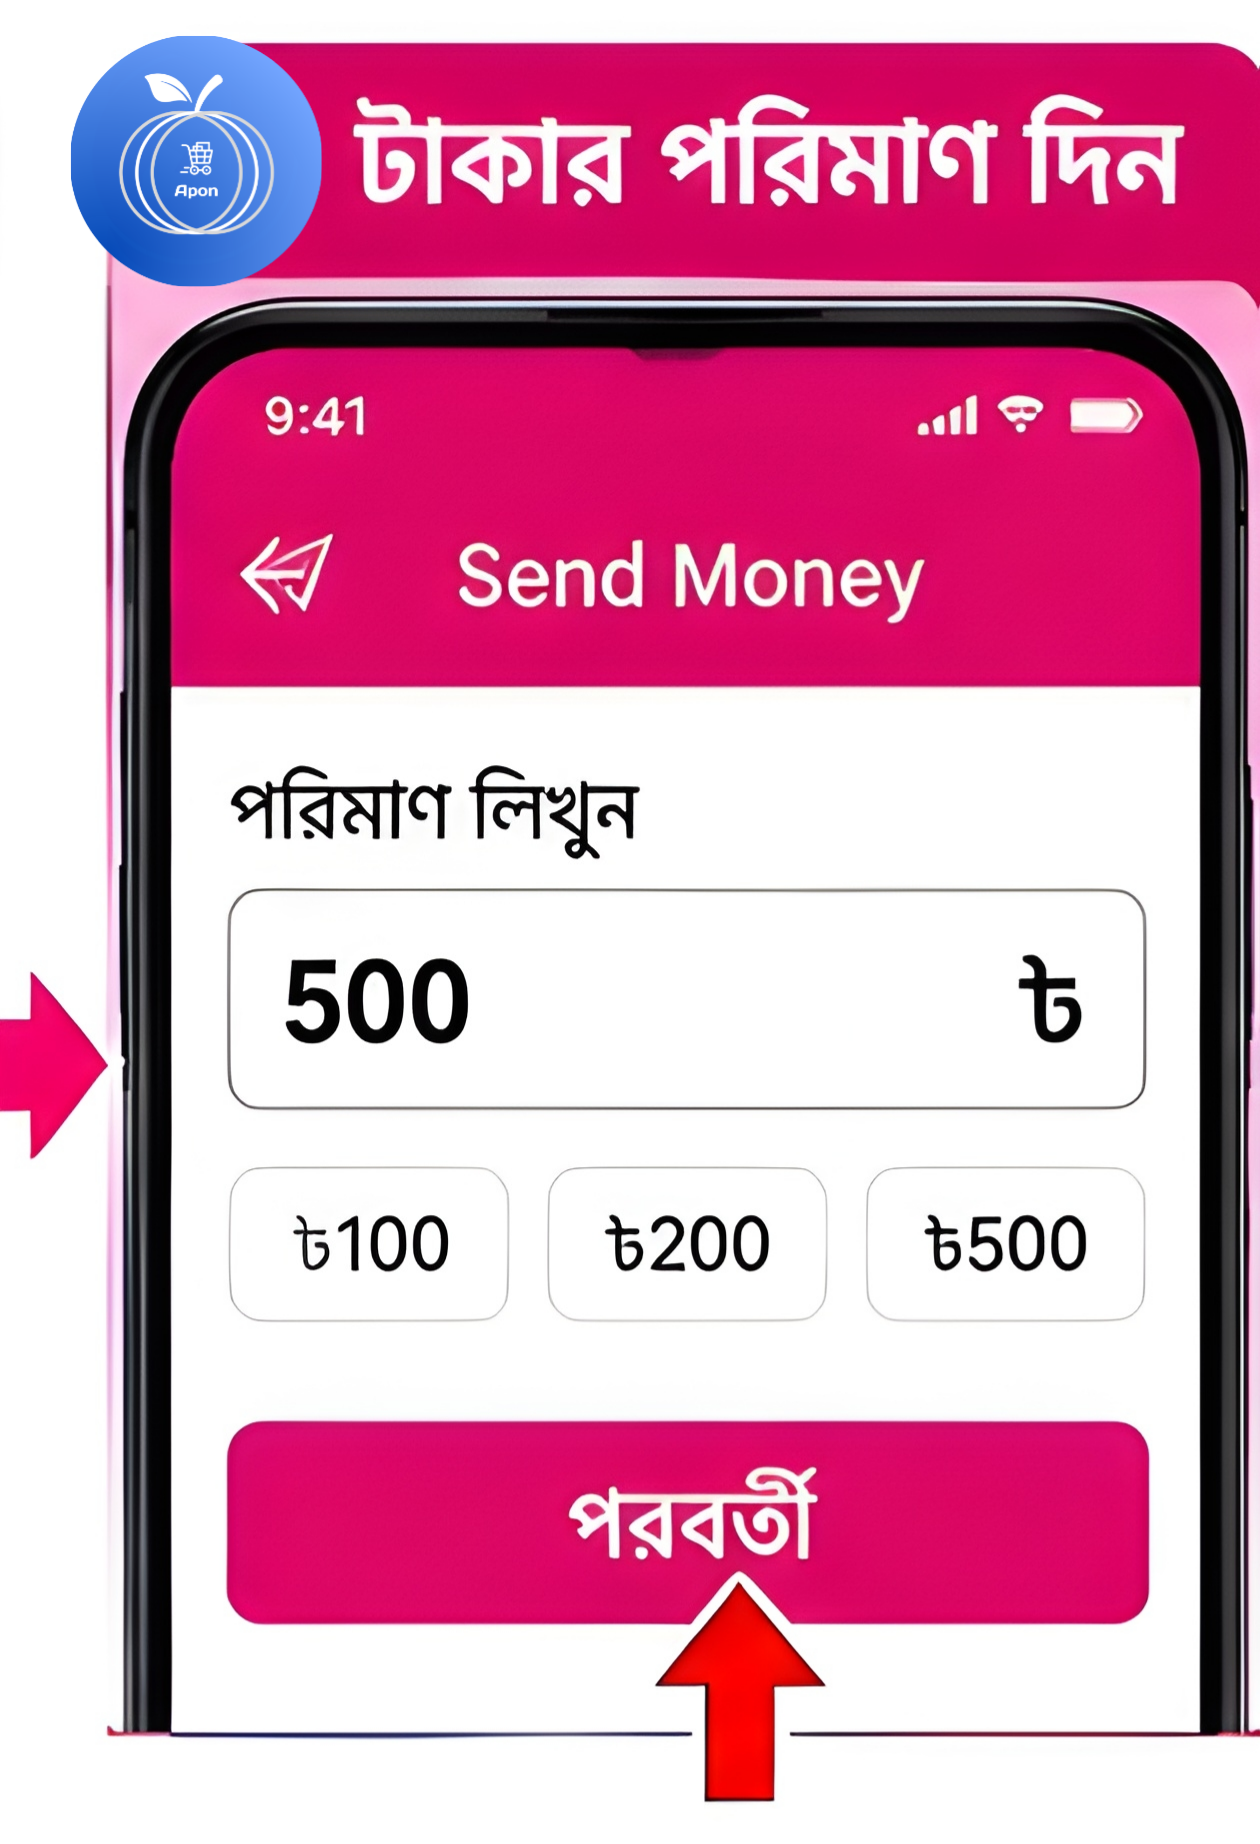 টাকার পরিমাণ দিন
Apon
9:41
Send Money
পরিমাণ লিখুন
500 ৳
৳100 ৳200 ৳500
পরবর্তী